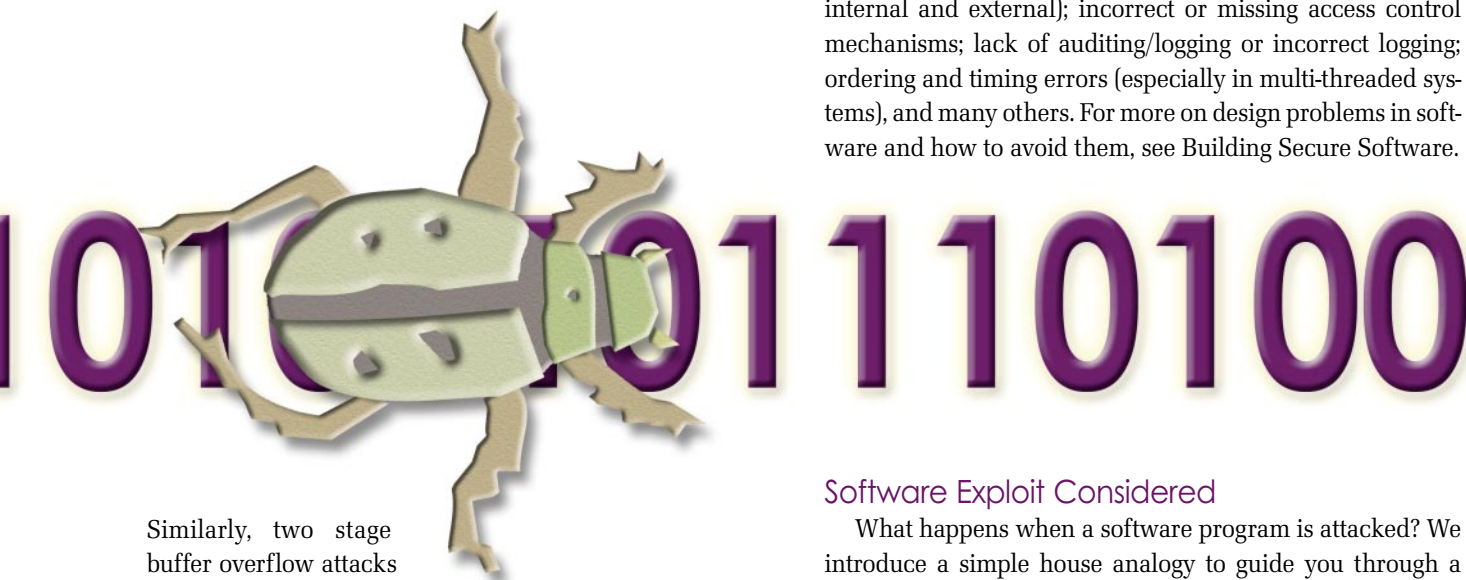 internal and external); incorrect or missing access control
mechanisms; lack of auditing/logging or incorrect logging;
ordering and timing errors (especially in multi-threaded sys-
tems), and many others. For more on design problems in soft-
ware and how to avoid them, see Building Secure Software.
1010 101110100
Similarly, two stage
buffer overflow attacks
Software Exploit Considered
What happens when a software program is attacked? We
introduce a simple house analogy to guide you through a